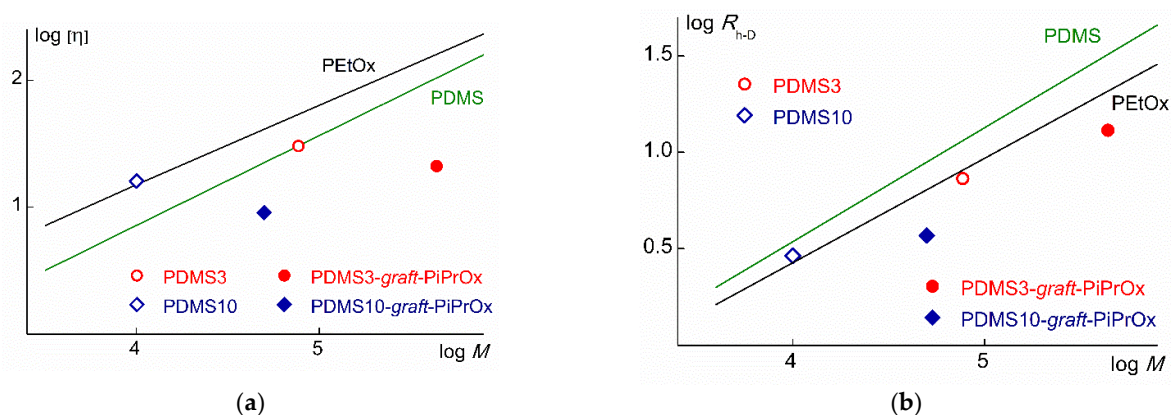 log [η]
PEtOx
PDMS
2
1
PDMS3
PDMS3-graft-PiPrOx
PDMS10
PDMS10-graft-PiPrOx
4
5
log M
(a)
log Rh-D
1.5
PDMS
PDMS3
PEtOx
PDMS10
1.0
0.5
PDMS3-graft-PiPrOx
PDMS10-graft-PiPrOx
4
5
log M
(b)